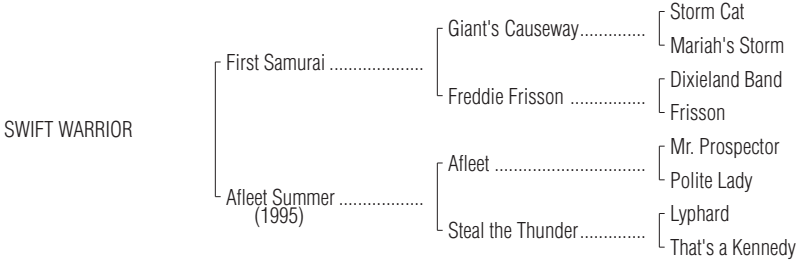 Storm Cat
Giant's Causeway..............
Mariah's Storm
First Samurai ....................
Dixieland Band
Freddie Frisson ................
Frisson
SWIFT WARRIOR
Mr. Prospector
Afleet ................................
Polite Lady
Afleet Summer ..................
(1995)
Lyphard
Steal the Thunder..............
That's a Kennedy